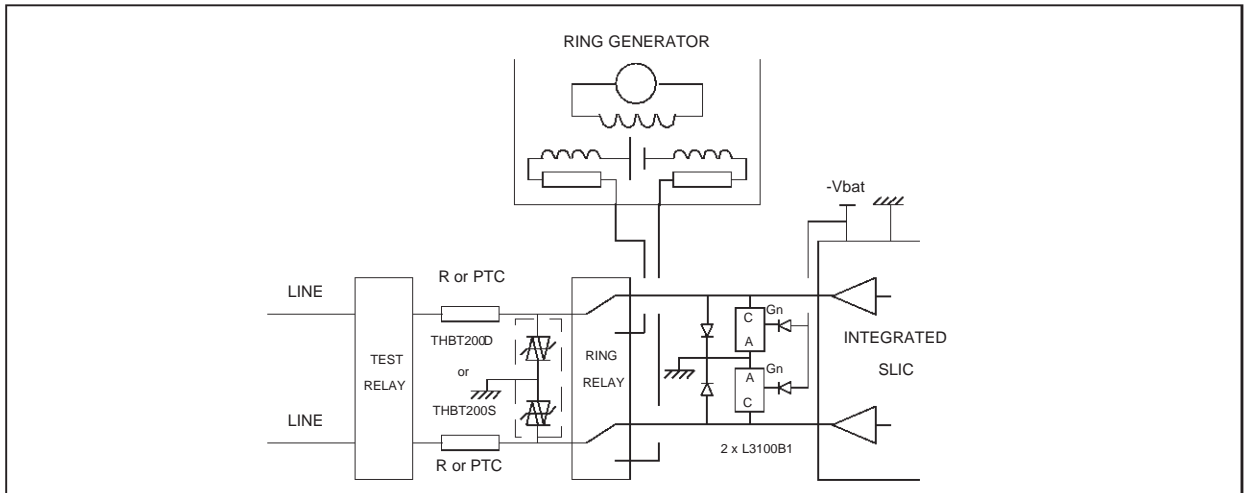 RING GENERATOR
-Vbat
R or PTC
LINE
THBT200D
or
THBT200S
TEST
RELAY
RING
RELAY
C
A
Gn
A
C
Gn
INTEGRATED
SLIC
LINE
R or PTC
2 x L3100B1